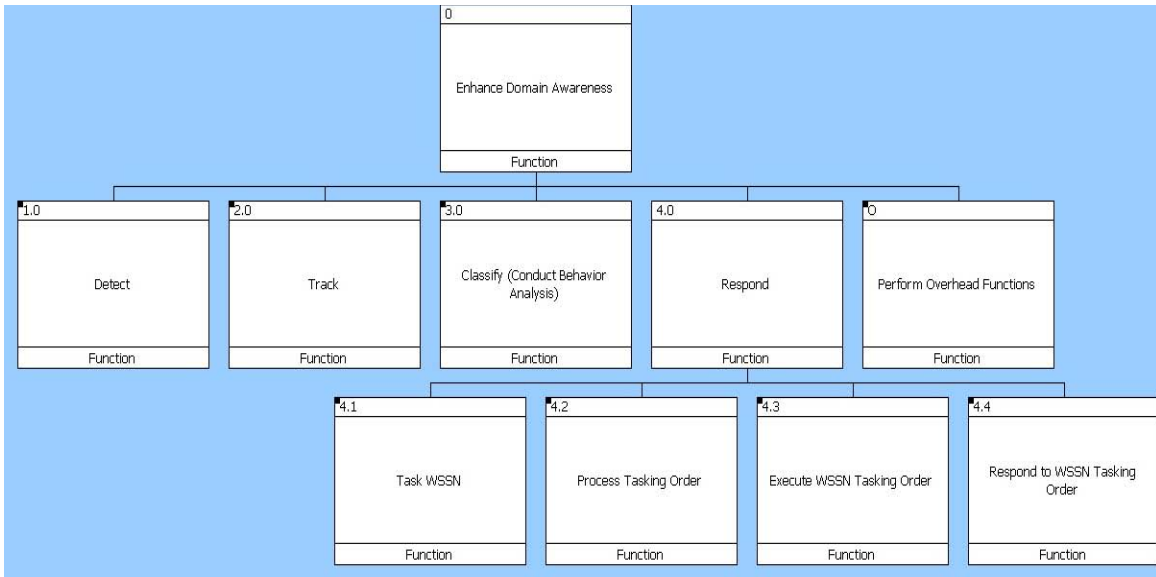 0
Enhance Domain Awareness
Function
1.0
Detect
Function
2.0
Track
Function
3.0
Classify (Conduct Behavior
Analysis)
Function
4.0
Respond
Function
O
Perform Overhead Functions
Function
4.1
Task WSSN
Function
4.2
Process Tasking Order
Function
4.3
Execute WSSN Tasking Order
Function
4.4
Respond to WSSN Tasking
Order
Function